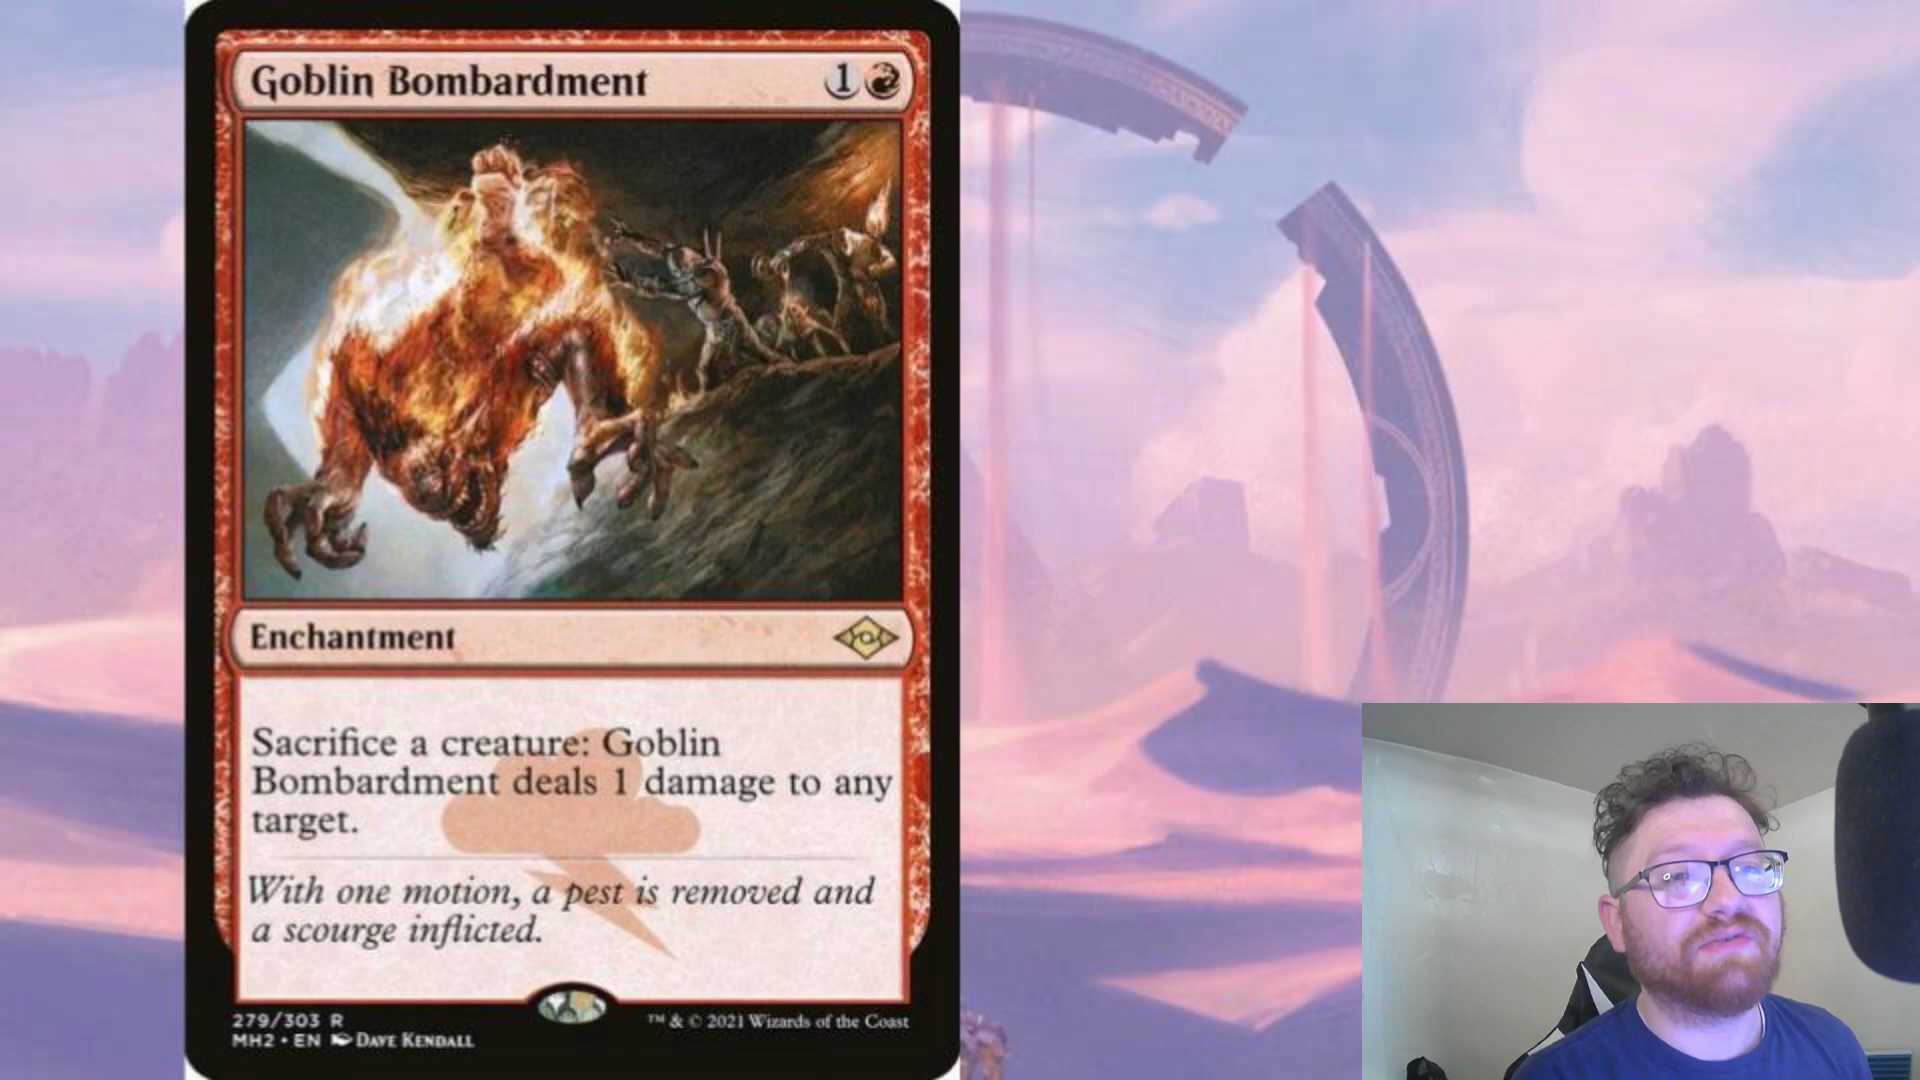 Goblin Bombardment 1
Enchantment
Sacrifice a creature: Goblin
Bombardment deals 1 damage to any
target.
With one motion, a pest is removed and
a scourge inflicted.
279/303 R
™ & © 2021 Wizards of the Coast
MH2 • EN DAVE KENDALL